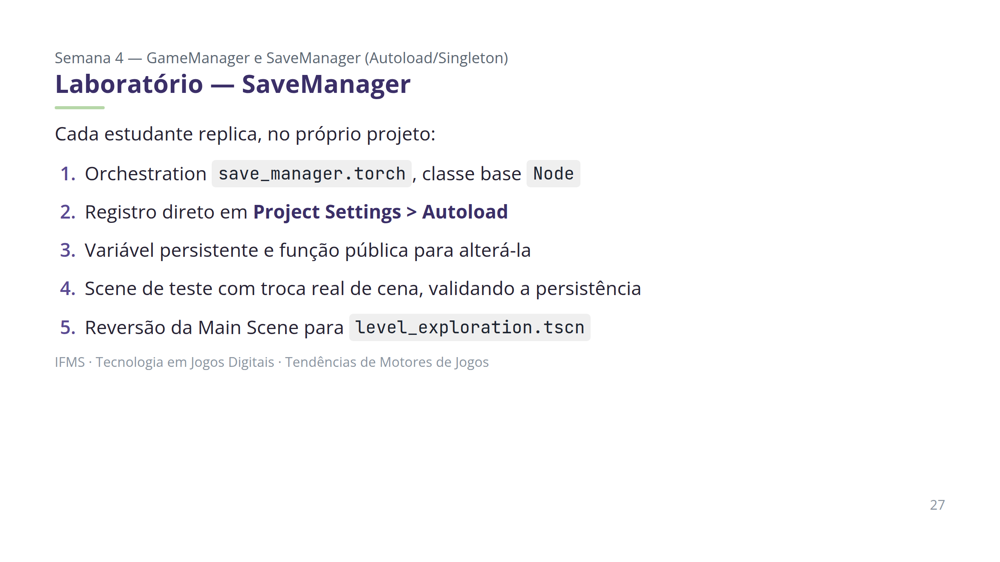 Semana 4 — GameManager e SaveManager (Autoload/Singleton)
Laboratório — SaveManager
Cada estudante replica, no próprio projeto:
1. Orchestration save_manager.torch, classe base Node
2. Registro direto em Project Settings > Autoload
3. Variável persistente e função pública para alterá-la
4. Scene de teste com troca real de cena, validando a persistência
5. Reversão da Main Scene para level_exploration.tscn
IFMS · Tecnologia em Jogos Digitais · Tendências de Motores de Jogos
27